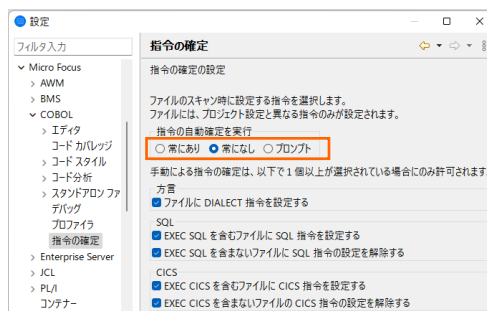 設定
フィルタ入力
指令の確定
Micro Focus
AWM
BMS
COBOL
エディタ
コード カバレッジ
コード スタイル
コード分析
スタンドアロン ファ
デバッグ
プロファイラ
指令の確定
Enterprise Server
JCL
PL/I
コンテナー
指令の確定の設定
ファイルのスキャン時に設定する指令を選択します。
ファイルには、プロジェクト設定と異なる指令のみが設定されます。
指令の自動確定を実行
常にあり 常になし プロンプト
手動による指令の確定は、以下で 1 個以上が選択されている場合にのみ許可されます
方言
ファイルに DIALECT 指令を設定する
SQL
EXEC SQL を含むファイルに SQL 指令を設定する
EXEC SQL を含まないファイルに SQL 指令の設定を解除する
CICS
EXEC CICS を含むファイルに CICS 指令を設定する
EXEC CICS を含まないファイルの CICS 指令の設定を解除する